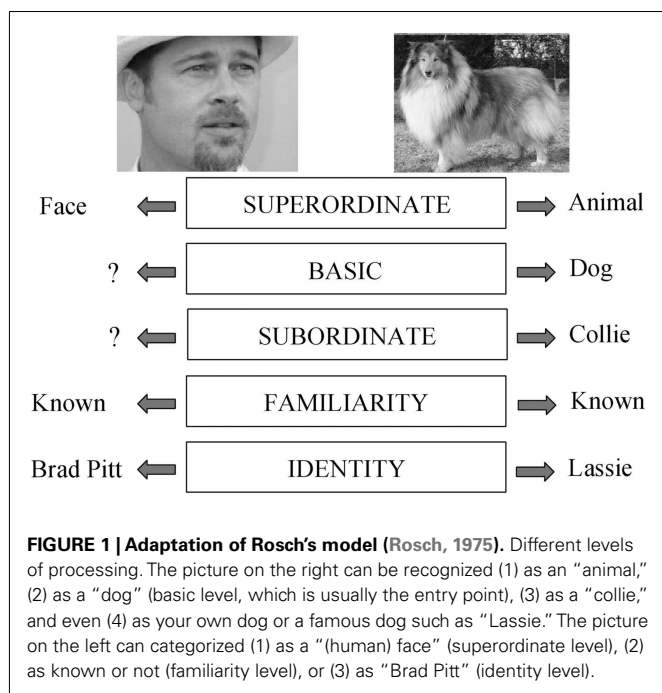 Face SUPERORDINATE Animal
? BASIC Dog
? SUBORDINATE Collie
Known FAMILIARITY Known
Brad Pitt IDENTITY Lassie
FIGURE 1 | Adaptation of Rosch's model (Rosch, 1975). Different levels
of processing. The picture on the right can be recognized (1) as an “animal,”
(2) as a “dog” (basic level, which is usually the entry point), (3) as a “collie,”
and even (4) as your own dog or a famous dog such as “Lassie.” The picture
on the left can categorized (1) as a “(human) face” (superordinate level), (2)
as known or not (familiarity level), or (3) as “Brad Pitt” (identity level).